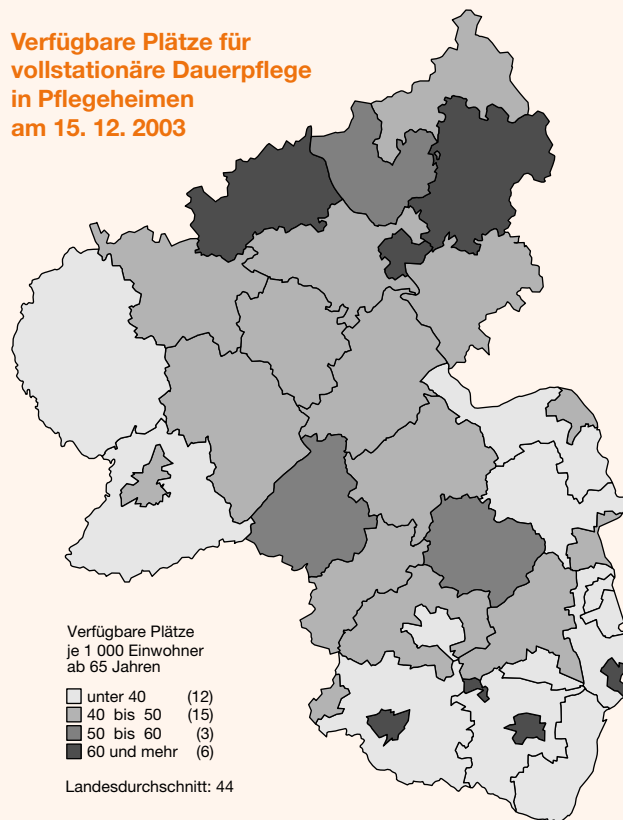 Verfügbare Plätze für
vollstationäre Dauerpflege
in Pflegeheimen
am 15. 12. 2003
Verfügbare Plätze
je 1 000 Einwohner
ab 65 Jahren
unter 40 (12)
40 bis 50 (15)
50 bis 60 (3)
60 und mehr (6)
Landesdurchschnitt: 44